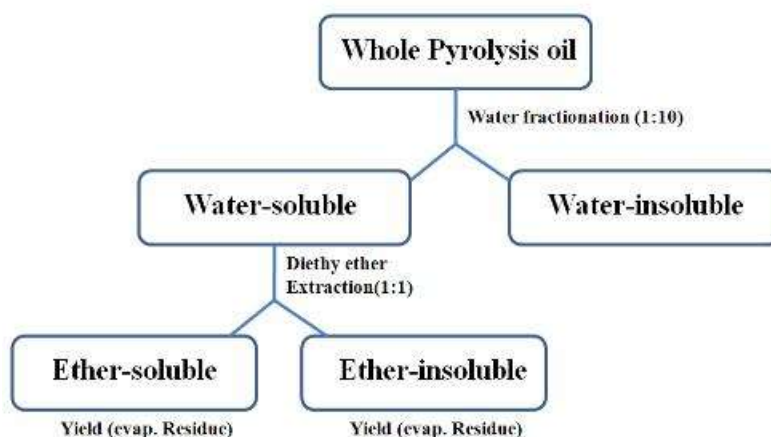 Whole Pyrolysis oil
Water fractionation (1:10)
Water-soluble
Water-insoluble
Diethy ether
Extraction(1:1)
Ether-soluble
Ether-insoluble
Yield (evap. Residue)
Yield (evap. Residue)